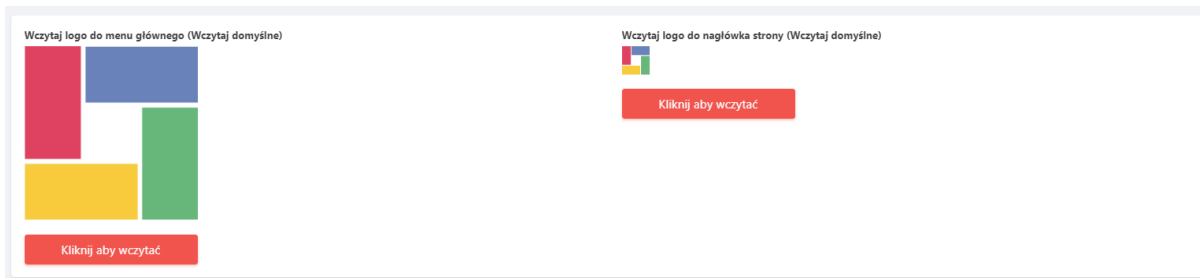 Wczytaj logo do menu głównego (Wczytaj domyślne)
Kliknij aby wczytać
Wczytaj logo do nagłówka strony (Wczytaj domyślne)
Kliknij aby wczytać